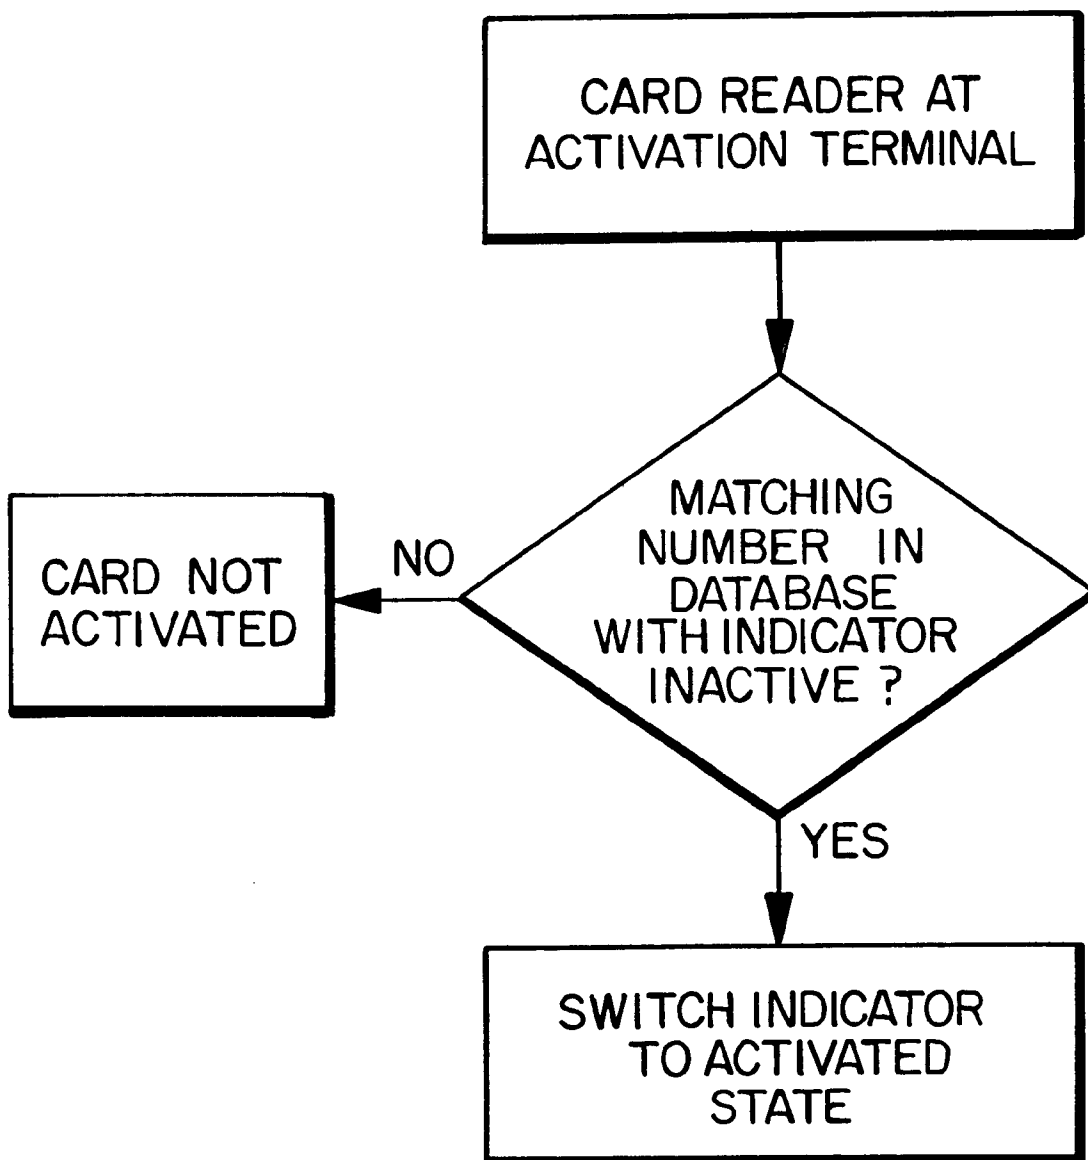 CARD READER AT
ACTIVATION TERMINAL
MATCHING
NUMBER IN
DATABASE
WITH INDICATOR
INACTIVE ?
NO
CARD NOT
ACTIVATED
YES
SWITCH INDICATOR
TO ACTIVATED
STATE